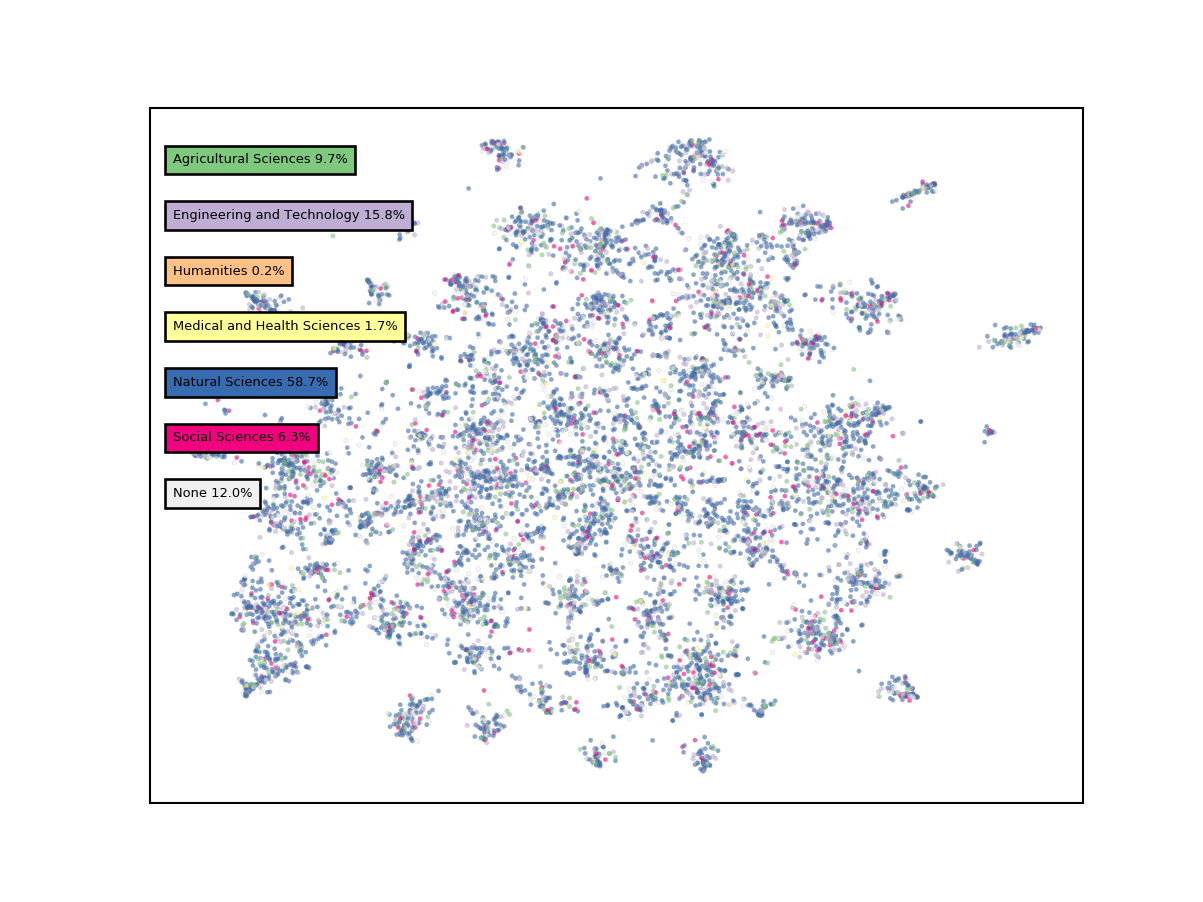 Agricultural Sciences 9.7%
Engineering and Technology 15.8%
Humanities 0.2%
Medical and Health Sciences 1.7%
Natural Sciences 58.7%
Social Sciences 6.3%
None 12.0%